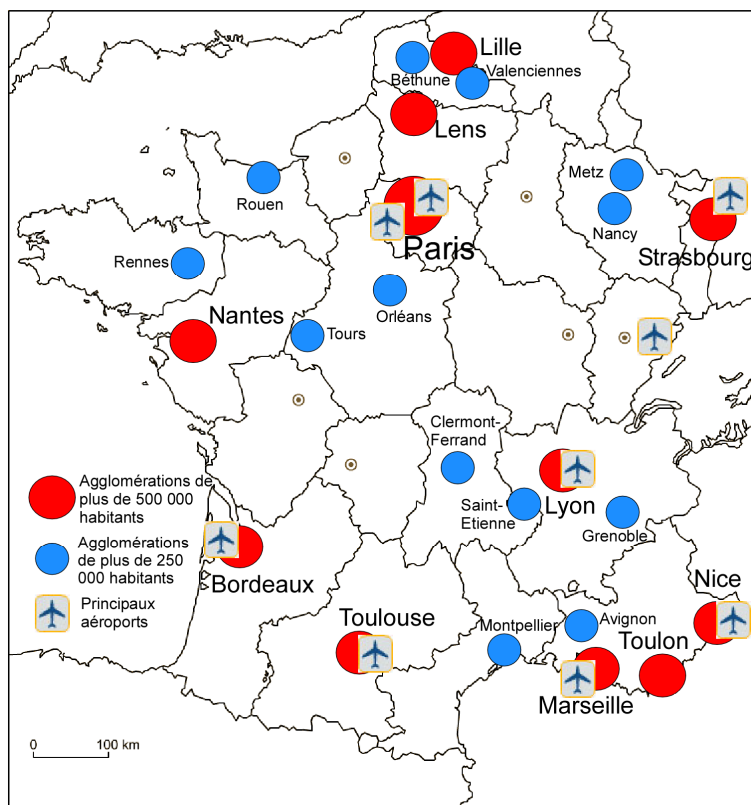 Lille
Béthune
Valenciennes
Lens
Rouen
Metz
Nancy
Strasbourg
Paris
Rennes
Nantes
Orléans
Tours
Clermont-
Ferrand
Saint-
Etienne
Lyon
Grenoble
Agglomérations de
plus de 500 000
habitants
Agglomérations
de plus de 250
000 habitants
Principaux
aéroports
Bordeaux
Toulouse
Montpellier
Avignon
Nice
Toulon
Marseille
0 100 km